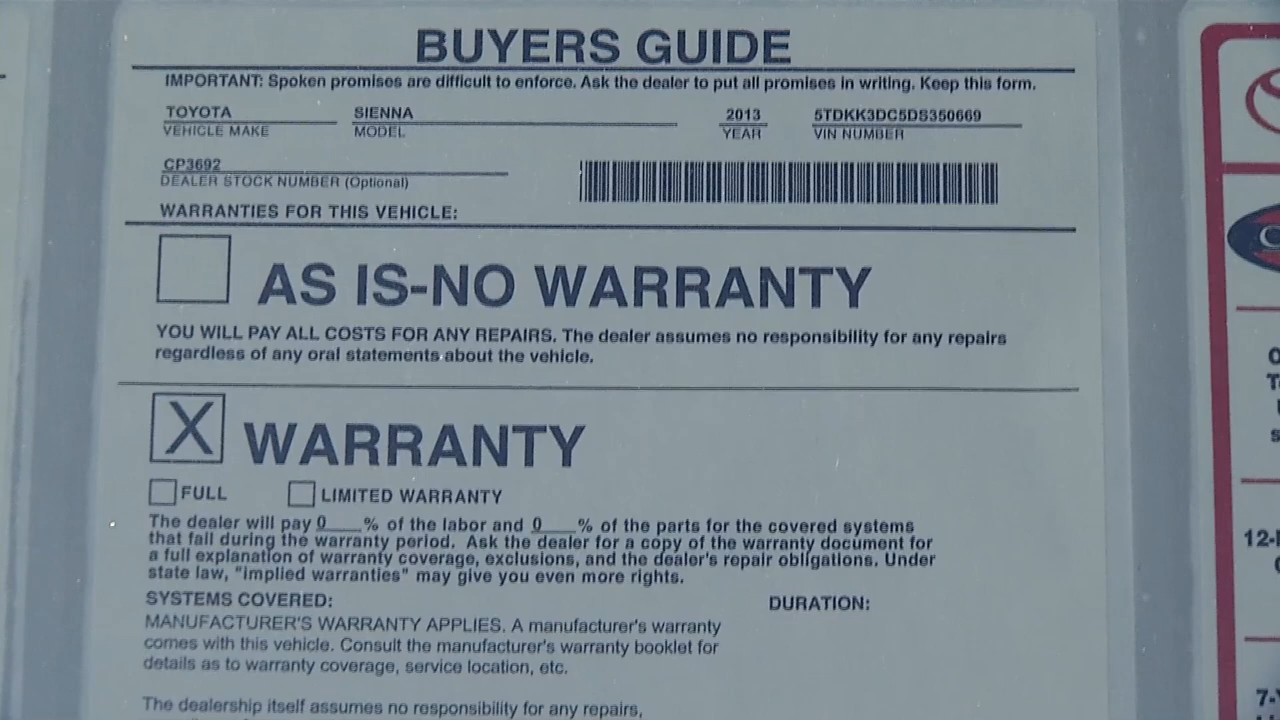 BUYERS GUIDE
IMPORTANT: Spoken promises are difficult to enforce. Ask the dealer to put all promises in writing. Keep this form.
TOYOTA SIENNA 2013 5TDKK3DC5DS350669
VEHICLE MAKE MODEL YEAR VIN NUMBER
CP3692
DEALER STOCK NUMBER (Optional)
WARRANTIES FOR THIS VEHICLE:
AS IS-NO WARRANTY
YOU WILL PAY ALL COSTS FOR ANY REPAIRS. The dealer assumes no responsibility for any repairs
regardless of any oral statements about the vehicle.
X WARRANTY
FULL LIMITED WARRANTY
The dealer will pay 0 % of the labor and 0 % of the parts for the covered systems
that fail during the warranty period. Ask the dealer for a copy of the warranty document for
a full explanation of warranty coverage, exclusions, and the dealer's repair obligations. Under
state law, "implied warranties" may give you even more rights.
SYSTEMS COVERED: DURATION:
MANUFACTURER'S WARRANTY APPLIES. A manufacturer's warranty
comes with this vehicle. Consult the manufacturer's warranty booklet for
details as to warranty coverage, service location, etc.
The dealership itself assumes no responsibility for any repairs,
12-
7-